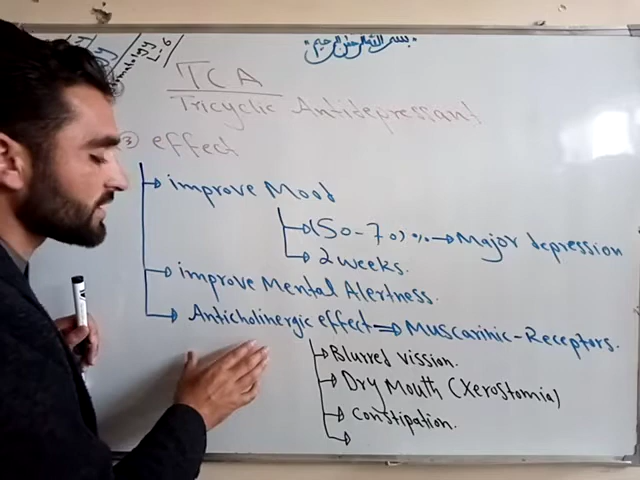 بسم الله الرحمن الرحيم
L-6
TCA
Tricyclic Antidepressant
③ effect
improve Mood
(50-70)% → Major depression
2 weeks.
improve Mental Alertness.
Anticholinergic effect ⇒ Muscarinic-Receptors.
Blurred vission.
Dry Mouth (Xerostomia)
Constipation.